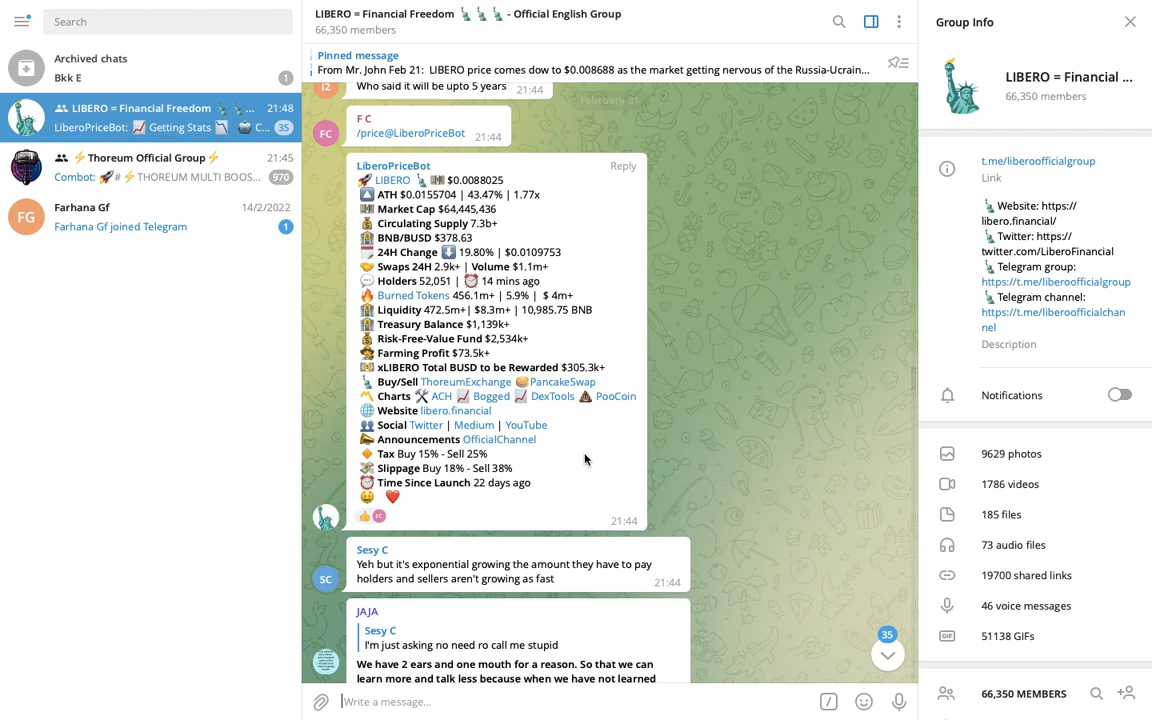 Search
Archived chats
Bkk E
1
LIBERO = Financial Freedom 🗽 🗽...
21:48
LiberoPriceBot: 📈 Getting Stats 📉 C...
35
⚡Thoreum Official Group⚡
21:45
Combot: 🚀# ⚡THOREUM MULTI BOOS...
970
FG
Farhana Gf
14/2/2022
Farhana Gf joined Telegram
1
LIBERO = Financial Freedom 🗽 🗽 🗽 - Official English Group
66,350 members
Pinned message
From Mr. John Feb 21: LIBERO price comes dow to $0.008688 as the market getting nervous of the Russia-Ucrain...
February 21
Who said it will be upto 5 years
21:44
F C
FC
/price@LiberoPriceBot
21:44
LiberoPriceBot
Reply
🚀 LIBERO 🗽 💵 $0.0088025
🔼 ATH $0.0155704 | 43.47% | 1.77x
💵 Market Cap $64,445,436
💰 Circulating Supply 7.3b+
🏦 BNB/BUSD $378.63
24H Change ⬇️ 19.80% | $0.0109753
🤝 Swaps 24H 2.9k+ | Volume $1.1m+
💬 Holders 52,051 | ⏰ 14 mins ago
🔥 Burned Tokens 456.1m+ | 5.9% | $ 4m+
🏦 Liquidity 472.5m+| $8.3m+ | 10,985.75 BNB
🏦 Treasury Balance $1,139k+
💰 Risk-Free-Value Fund $2,534k+
Farming Profit $73.5k+
💵 xLIBERO Total BUSD to be Rewarded $305.3k+
🗽 Buy/Sell ThoreumExchange 🥞PancakeSwap
Charts 🛠 ACH 📈 Bogged 📈 DexTools 💩 PooCoin
🌐 Website libero.financial
👥 Social Twitter | Medium | YouTube
📣 Announcements OfficialChannel
🔸 Tax Buy 15% - Sell 25%
💸 Slippage Buy 18% - Sell 38%
⏰ Time Since Launch 22 days ago
🤑 ❤️
👍 FC
21:44
Sesy C
SC
Yeh but it's exponential growing the amount they have to pay
holders and sellers aren't growing as fast
21:44
JAJA
Sesy C
I'm just asking no need ro call me stupid
We have 2 ears and one mouth for a reason. So that we can
learn more and talk less because when we have not learned
35
Write a message...
Group Info
LIBERO = Financial ...
66,350 members
t.me/liberoofficialgroup
Link
🗽 Website: https://
libero.financial/
🗽 Twitter: https://
twitter.com/LiberoFinancial
🗽 Telegram group:
https://t.me/liberoofficialgroup
🗽 Telegram channel:
https://t.me/liberoofficialchan
nel
Description
Notifications
9629 photos
1786 videos
185 files
73 audio files
19700 shared links
46 voice messages
GIF
51138 GIFs
66,350 MEMBERS